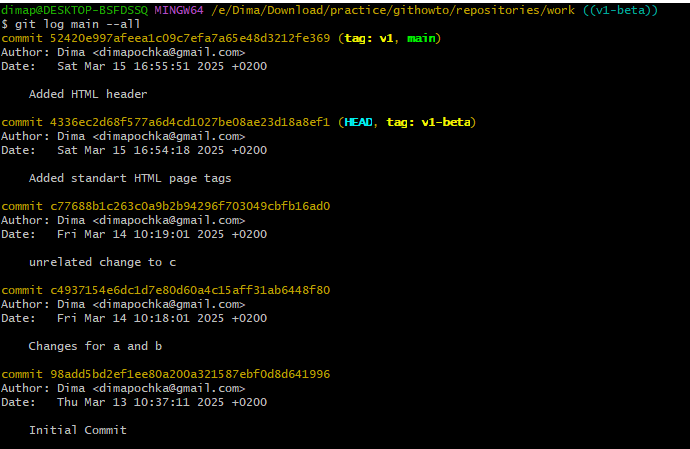 dimap@DESKTOP-BSFDSSQ MINGW64 /e/Dima/Download/practice/githowto/repositories/work ((v1-beta))
$ git log main --all
commit 52420e997afeea1c09c7efa7a65e48d3212fe369 (tag: v1, main)
Author: Dima <dimapochka@gmail.com>
Date:   Sat Mar 15 16:55:51 2025 +0200
Added HTML header
commit 4336ec2d68f577a6d4cd1027be08ae23d18a8ef1 (HEAD, tag: v1-beta)
Author: Dima <dimapochka@gmail.com>
Date:   Sat Mar 15 16:54:18 2025 +0200
Added standart HTML page tags
commit c77688b1c263c0a9b2b94296f703049cbfb16ad0
Author: Dima <dimapochka@gmail.com>
Date:   Fri Mar 14 10:19:01 2025 +0200
unrelated change to c
commit c4937154e6dc1d7e80d60a4c15aff31ab6448f80
Author: Dima <dimapochka@gmail.com>
Date:   Fri Mar 14 10:18:01 2025 +0200
Changes for a and b
commit 98add5bd2ef1ee80a200a321587ebf0d8d641996
Author: Dima <dimapochka@gmail.com>
Date:   Thu Mar 13 10:37:11 2025 +0200
Initial Commit